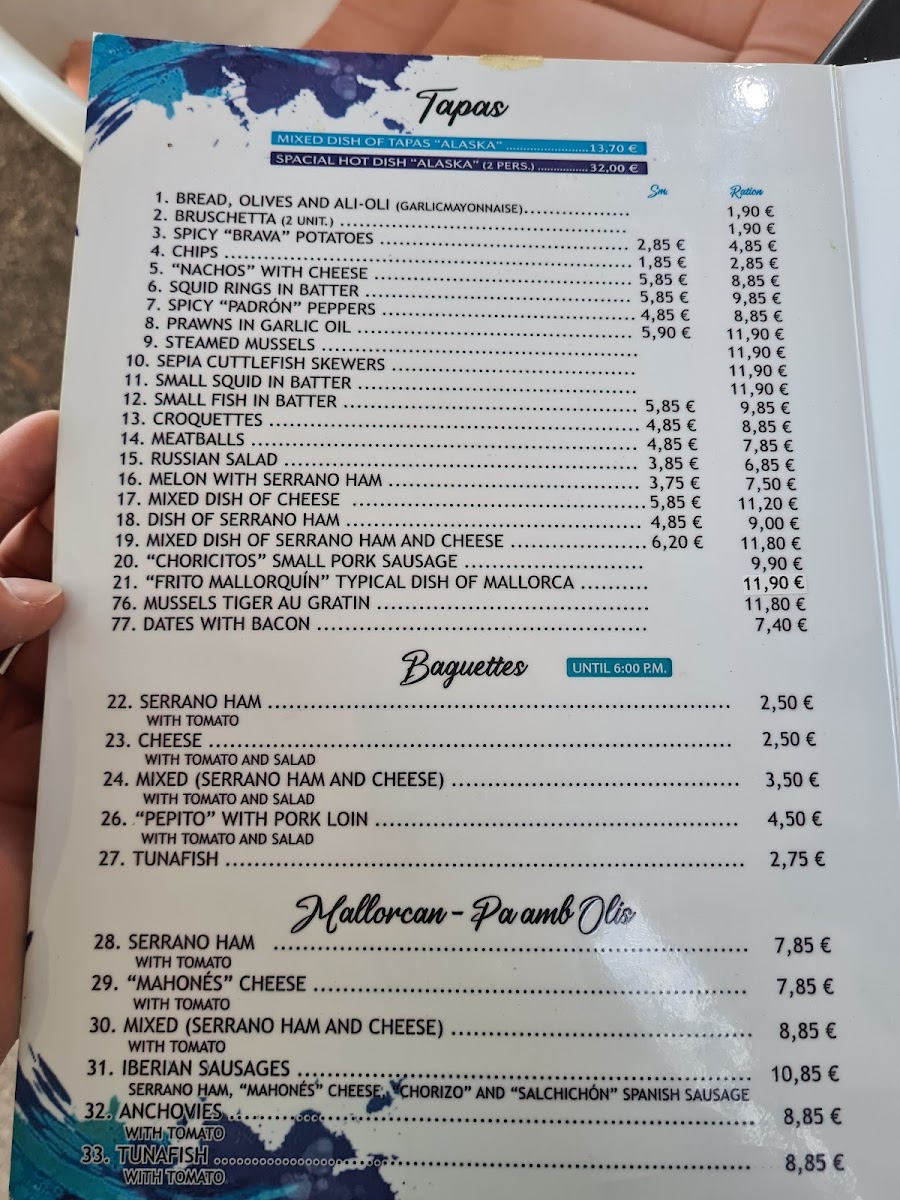 Tapas
MIXED DISH OF TAPAS "ALASKA" ........................13,70 €
SPACIAL HOT DISH "ALASKA" (2 PERS.) ................32,00 €
Sm. Ration
1. BREAD, OLIVES AND ALI-OLI (GARLICMAYONNAISE)................. 1,90 €
2. BRUSCHETTA (2 UNIT.) ................. 1,90 €
3. SPICY "BRAVA" POTATOES ................. 2,85 € 4,85 €
4. CHIPS ................. 1,85 € 2,85 €
5. "NACHOS" WITH CHEESE ................. 5,85 € 8,85 €
6. SQUID RINGS IN BATTER ................. 5,85 € 9,85 €
7. SPICY "PADRÓN" PEPPERS ................. 4,85 € 8,85 €
8. PRAWNS IN GARLIC OIL ................. 5,90 € 11,90 €
9. STEAMED MUSSELS ................. 11,90 €
10. SEPIA CUTTLEFISH SKEWERS ................. 11,90 €
11. SMALL SQUID IN BATTER ................. 11,90 €
12. SMALL FISH IN BATTER ................. 5,85 € 9,85 €
13. CROQUETTES ................. 4,85 € 8,85 €
14. MEATBALLS ................. 4,85 € 7,85 €
15. RUSSIAN SALAD ................. 3,85 € 6,85 €
16. MELON WITH SERRANO HAM ................. 3,75 € 7,50 €
17. MIXED DISH OF CHEESE ................. 5,85 € 11,20 €
18. DISH OF SERRANO HAM ................. 4,85 € 9,00 €
19. MIXED DISH OF SERRANO HAM AND CHEESE ................. 6,20 € 11,80 €
20. "CHORICITOS" SMALL PORK SAUSAGE ................. 9,90 €
21. "FRITO MALLORQUÍN" TYPICAL DISH OF MALLORCA .......... 11,90 €
76. MUSSELS TIGER AU GRATIN ................. 11,80 €
77. DATES WITH BACON ................. 7,40 €
Baguettes UNTIL 6:00 P.M.
22. SERRANO HAM ................. 2,50 €
WITH TOMATO
23. CHEESE ................. 2,50 €
WITH TOMATO AND SALAD
24. MIXED (SERRANO HAM AND CHEESE) ................. 3,50 €
WITH TOMATO AND SALAD
26. "PEPITO" WITH PORK LOIN ................. 4,50 €
WITH TOMATO AND SALAD
27. TUNAFISH ................. 2,75 €
Mallorcan - Pa amb Olis
28. SERRANO HAM ................. 7,85 €
WITH TOMATO
29. "MAHONÉS" CHEESE ................. 7,85 €
WITH TOMATO
30. MIXED (SERRANO HAM AND CHEESE) ................. 8,85 €
WITH TOMATO
31. IBERIAN SAUSAGES ................. 10,85 €
SERRANO HAM, "MAHONÉS" CHEESE, "CHORIZO" AND "SALCHICHÓN" SPANISH SAUSAGE
32. ANCHOVIES ................. 8,85 €
WITH TOMATO
33. TUNAFISH ................. 8,85 €
WITH TOMATO